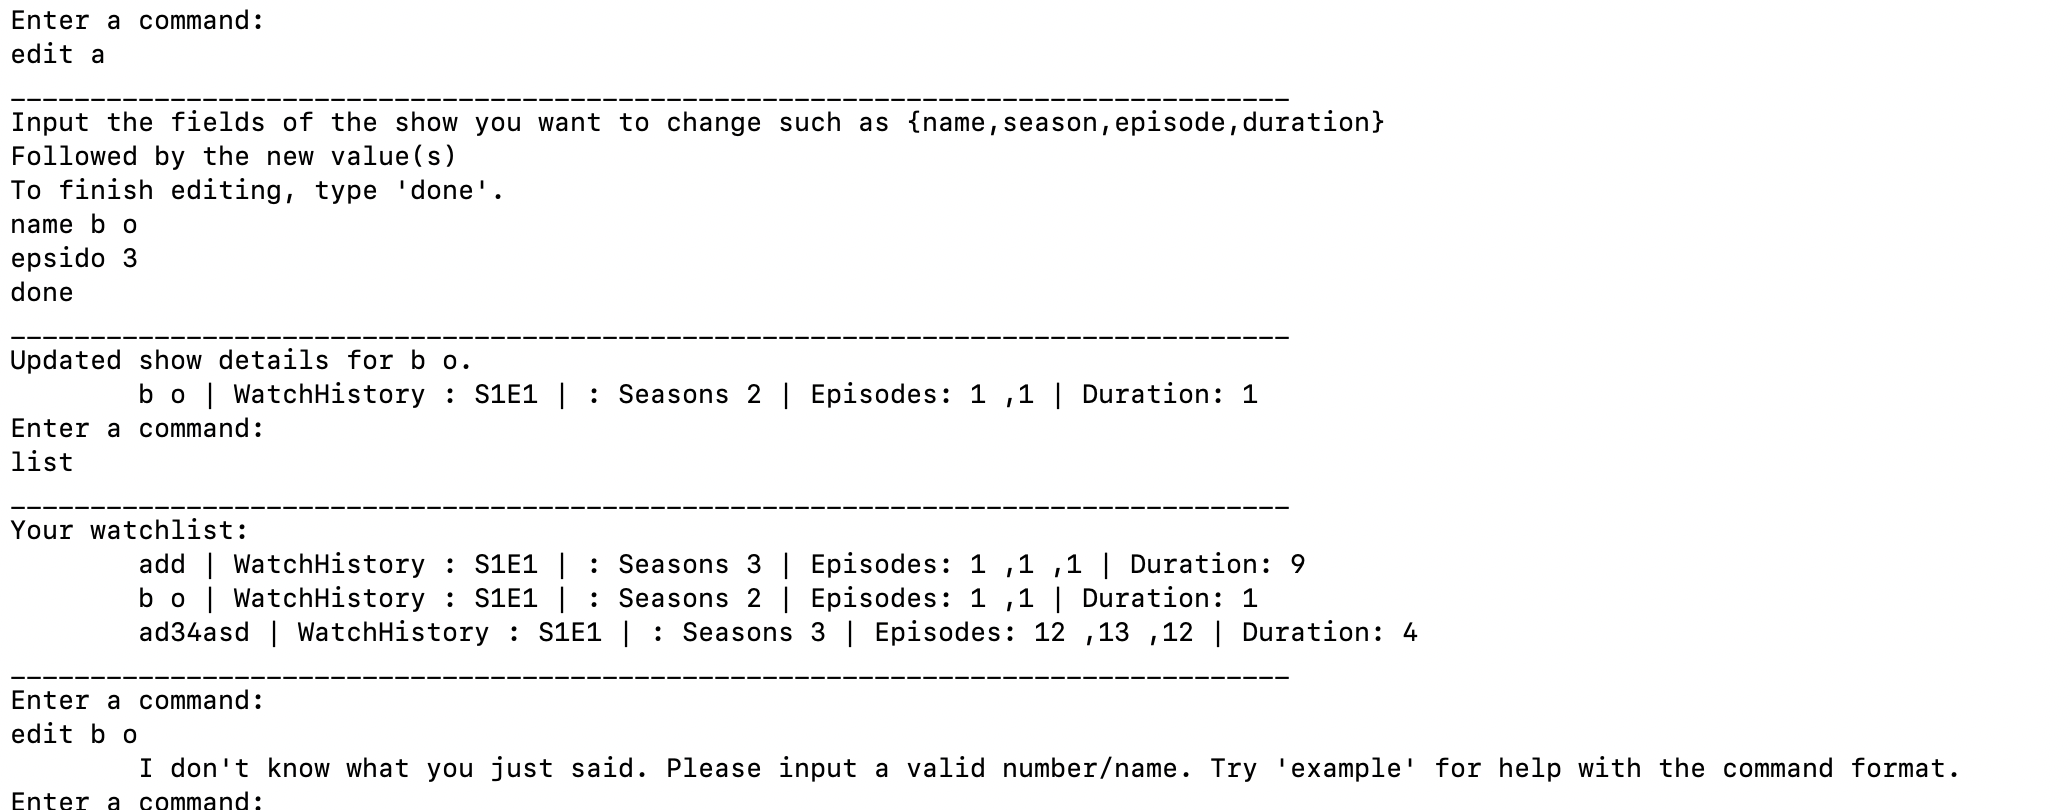 Enter a command:
edit a
________________________________________________________________________________
Input the fields of the show you want to change such as {name,season,episode,duration}
Followed by the new value(s)
To finish editing, type 'done'.
name b o
epsido 3
done
________________________________________________________________________________
Updated show details for b o.
        b o | WatchHistory : S1E1 | : Seasons 2 | Episodes: 1 ,1 | Duration: 1
Enter a command:
list
________________________________________________________________________________
Your watchlist:
        add | WatchHistory : S1E1 | : Seasons 3 | Episodes: 1 ,1 ,1 | Duration: 9
        b o | WatchHistory : S1E1 | : Seasons 2 | Episodes: 1 ,1 | Duration: 1
        ad34asd | WatchHistory : S1E1 | : Seasons 3 | Episodes: 12 ,13 ,12 | Duration: 4
________________________________________________________________________________
Enter a command:
edit b o
        I don't know what you just said. Please input a valid number/name. Try 'example' for help with the command format.
Enter a command: